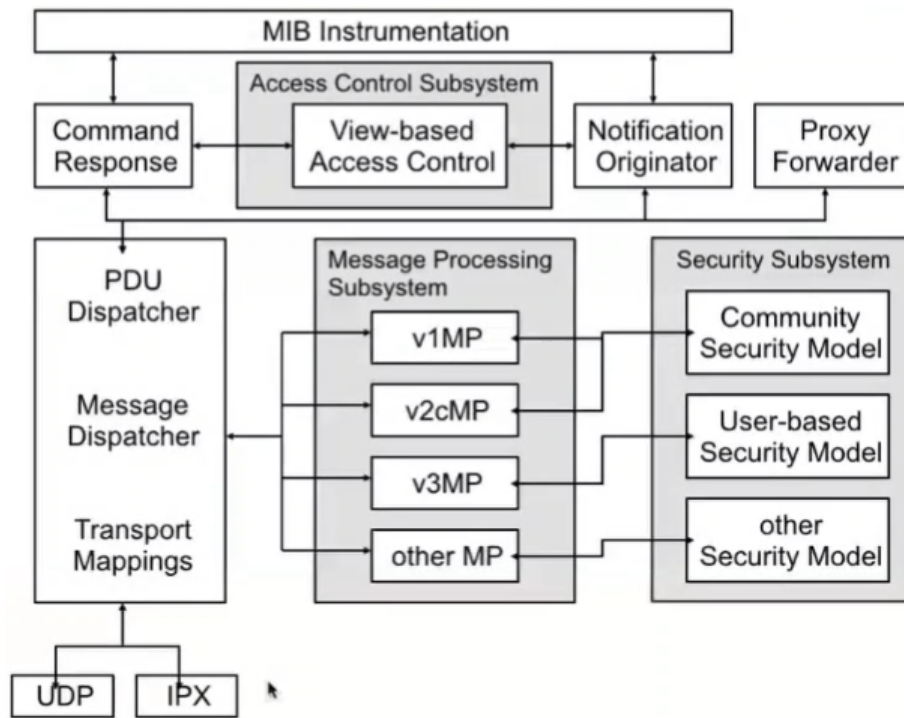 MIB Instrumentation
Access Control Subsystem
Command
Response
View-based
Access Control
Notification
Originator
Proxy
Forwarder
PDU
Dispatcher
Message
Dispatcher
Transport
Mappings
Message Processing
Subsystem
v1MP
v2cMP
v3MP
other MP
Security Subsystem
Community
Security Model
User-based
Security Model
other
Security Model
UDP
IPX